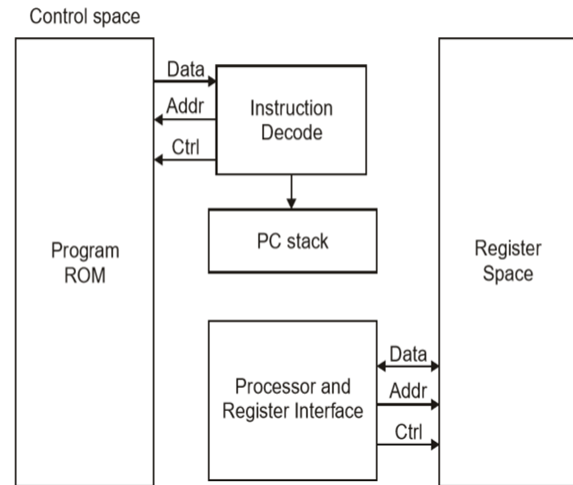 Control space
Data
Addr
Ctrl
Instruction
Decode
PC stack
Program
ROM
Register
Space
Processor and
Register Interface
Data
Addr
Ctrl